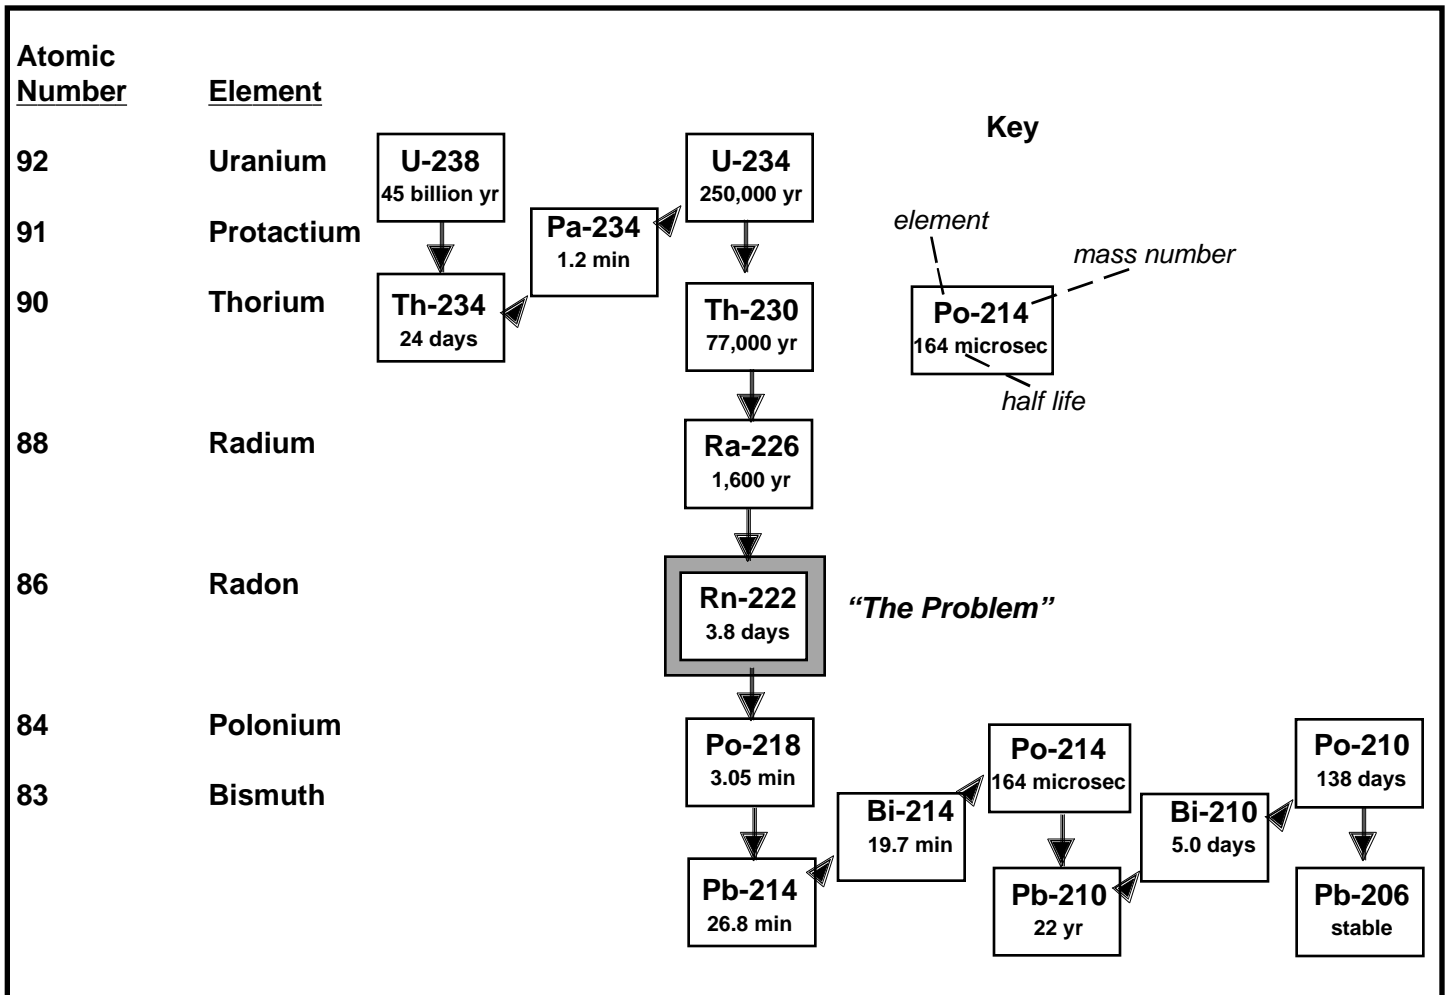 Atomic
Number Element
Key
92 Uranium U-238 U-234
45 billion yr 250,000 yr
91 Protactium Pa-234 element
1.2 min mass number
90 Thorium Th-234 Th-230 Po-214
24 days 77,000 yr 164 microsec
half life
88 Radium Ra-226
1,600 yr
86 Radon Rn-222 “The Problem”
3.8 days
84 Polonium Po-218 Po-214 Po-210
3.05 min 164 microsec 138 days
83 Bismuth Bi-214 Bi-210
19.7 min 5.0 days
Pb-214 Pb-210 Pb-206
26.8 min 22 yr stable